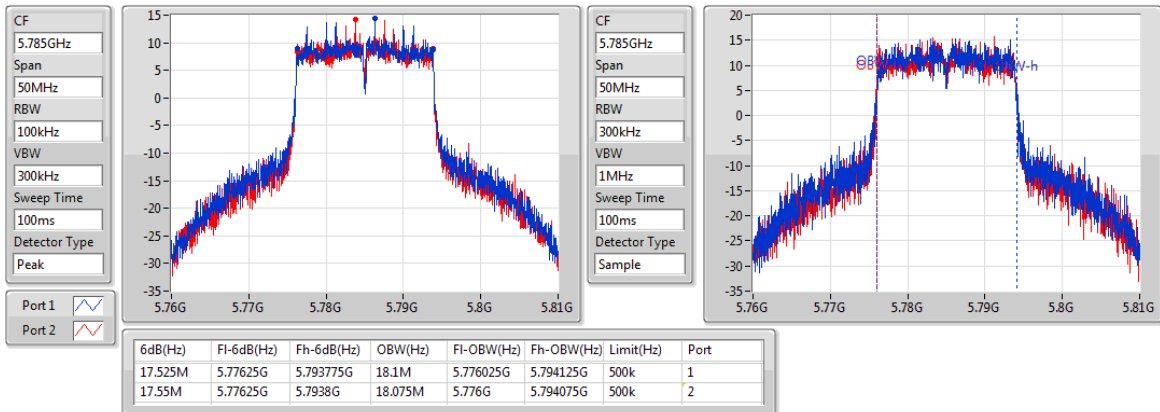 CF
5.785GHz
Span
50MHz
RBW
100kHz
VBW
300kHz
Sweep Time
100ms
Detector Type
Peak
Port 1
Port 2
15
10
5
0
-5
-10
-15
-20
-25
-30
-35
5.76G 5.77G 5.78G 5.79G 5.8G 5.81G
CF
5.785GHz
Span
50MHz
RBW
300kHz
VBW
1MHz
Sweep Time
100ms
Detector Type
Sample
20
15
10
5
0
-5
-10
-15
-20
-25
-30
-35
5.76G 5.77G 5.78G 5.79G 5.8G 5.81G
6dB(Hz) Fl-6dB(Hz) Fh-6dB(Hz) OBW(Hz) Fl-OBW(Hz) Fh-OBW(Hz) Limit(Hz) Port
17.525M 5.77625G 5.793775G 18.1M 5.776025G 5.794125G 500k 1
17.55M 5.77625G 5.7938G 18.075M 5.776G 5.794075G 500k 2